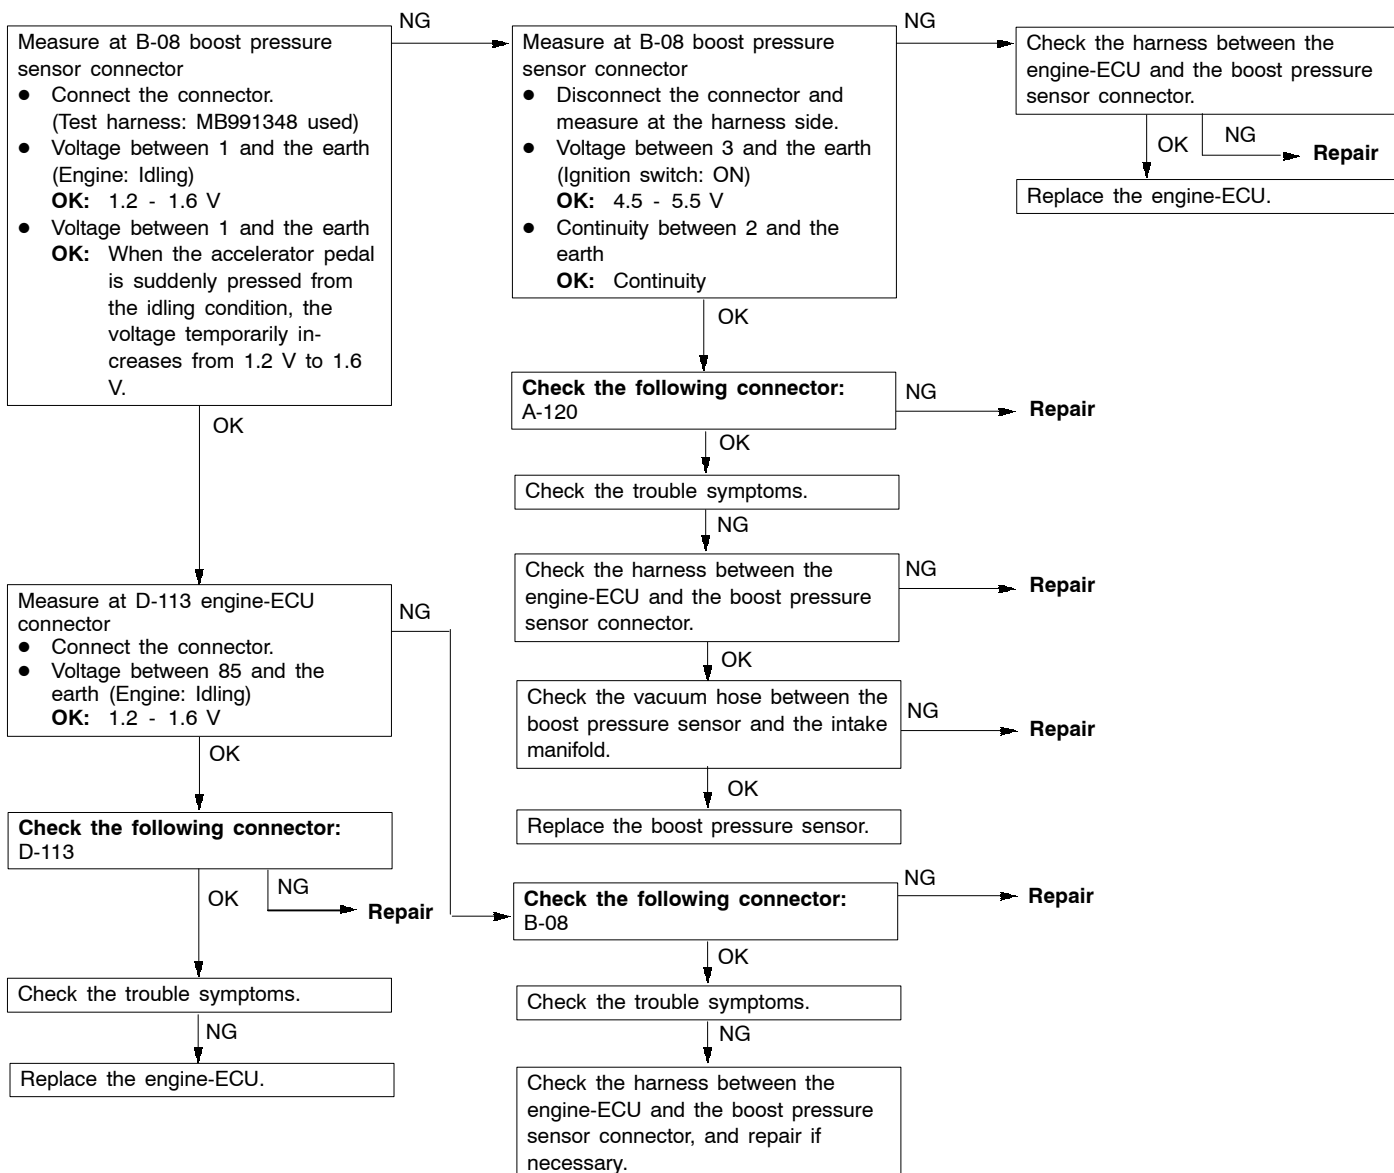 NG
Measure at B-08 boost pressure
sensor connector
● Connect the connector.
(Test harness: MB991348 used)
● Voltage between 1 and the earth
(Engine: Idling)
OK: 1.2 - 1.6 V
● Voltage between 1 and the earth
OK: When the accelerator pedal
is suddenly pressed from
the idling condition, the
voltage temporarily in-
creases from 1.2 V to 1.6
V.
OK
Measure at D-113 engine-ECU
connector
● Connect the connector.
● Voltage between 85 and the
earth (Engine: Idling)
OK: 1.2 - 1.6 V
NG
OK
Check the following connector:
D-113
OK
NG
Repair
Check the trouble symptoms.
NG
Replace the engine-ECU.
Measure at B-08 boost pressure
sensor connector
● Disconnect the connector and
measure at the harness side.
● Voltage between 3 and the earth
(Ignition switch: ON)
OK: 4.5 - 5.5 V
● Continuity between 2 and the
earth
OK: Continuity
NG
OK
Check the following connector:
A-120
NG
Repair
OK
Check the trouble symptoms.
NG
Check the harness between the
engine-ECU and the boost pressure
sensor connector.
NG
Repair
OK
Check the vacuum hose between the
boost pressure sensor and the intake
manifold.
NG
Repair
OK
Replace the boost pressure sensor.
Check the following connector:
B-08
NG
Repair
OK
Check the trouble symptoms.
NG
Check the harness between the
engine-ECU and the boost pressure
sensor connector, and repair if
necessary.
Check the harness between the
engine-ECU and the boost pressure
sensor connector.
OK
NG
Repair
Replace the engine-ECU.